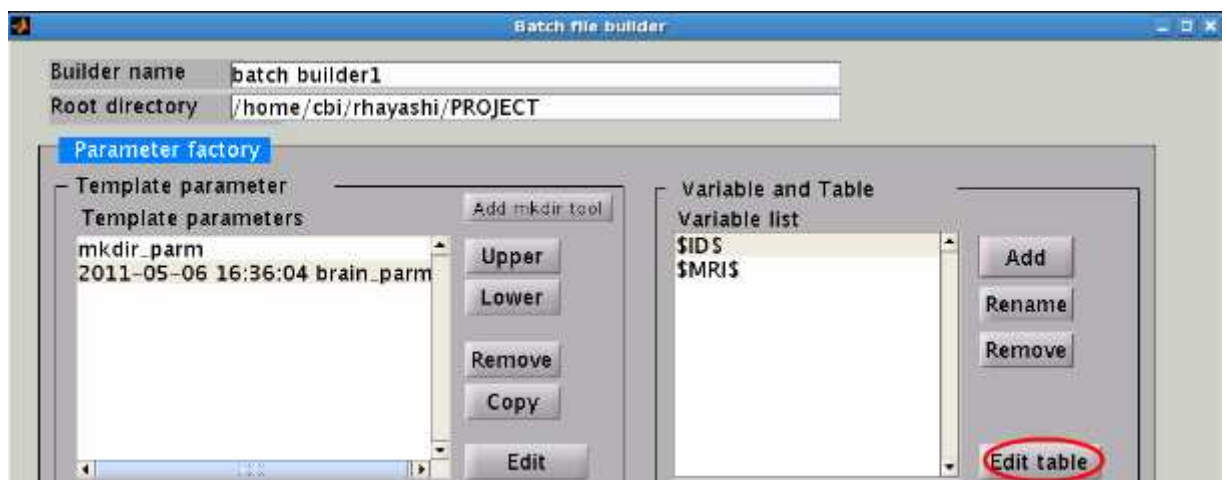 Batch file builder
Builder name batch builder1
Root directory /home/cbi/rhayashi/PROJECT
Parameter factory
Template parameter
Add mkdir tool
Template parameters
mkdir_parm
2011-05-06 16:36:04 brain_parm
Upper
Lower
Remove
Copy
Edit
Variable and Table
Variable list
$ID$
$MRI$
Add
Rename
Remove
Edit table